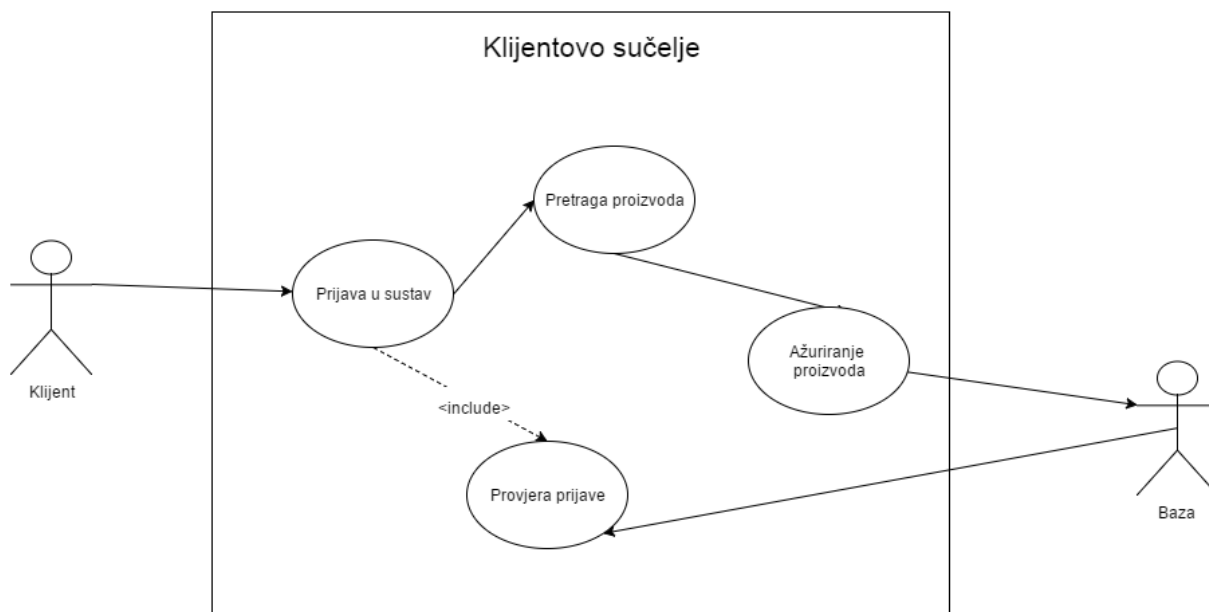 Klijentovo sučelje
Pretraga proizvoda
Prijava u sustav
Ažuriranje
proizvoda
Klijent
<include>
Provjera prijave
Baza